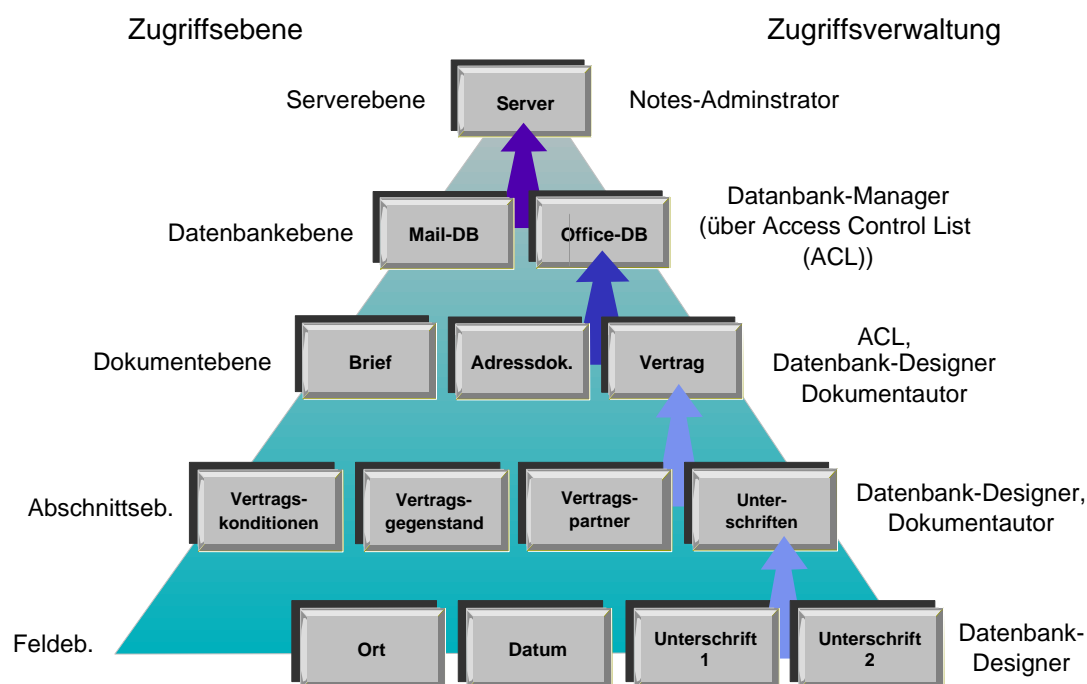 Zugriffsebene
Zugriffsverwaltung
Serverebene
Server
Notes-Adminstrator
Datenbankebene
Mail-DB
Office-DB
Datanbank-Manager
(über Access Control List
(ACL))
Dokumentebene
Brief
Adressdok.
Vertrag
ACL,
Datenbank-Designer
Dokumentautor
Abschnittseb.
Vertrags-
konditionen
Vertrags-
gegenstand
Vertrags-
partner
Unter-
schriften
Datenbank-Designer,
Dokumentautor
Feldeb.
Ort
Datum
Unterschrift
1
Unterschrift
2
Datenbank-
Designer